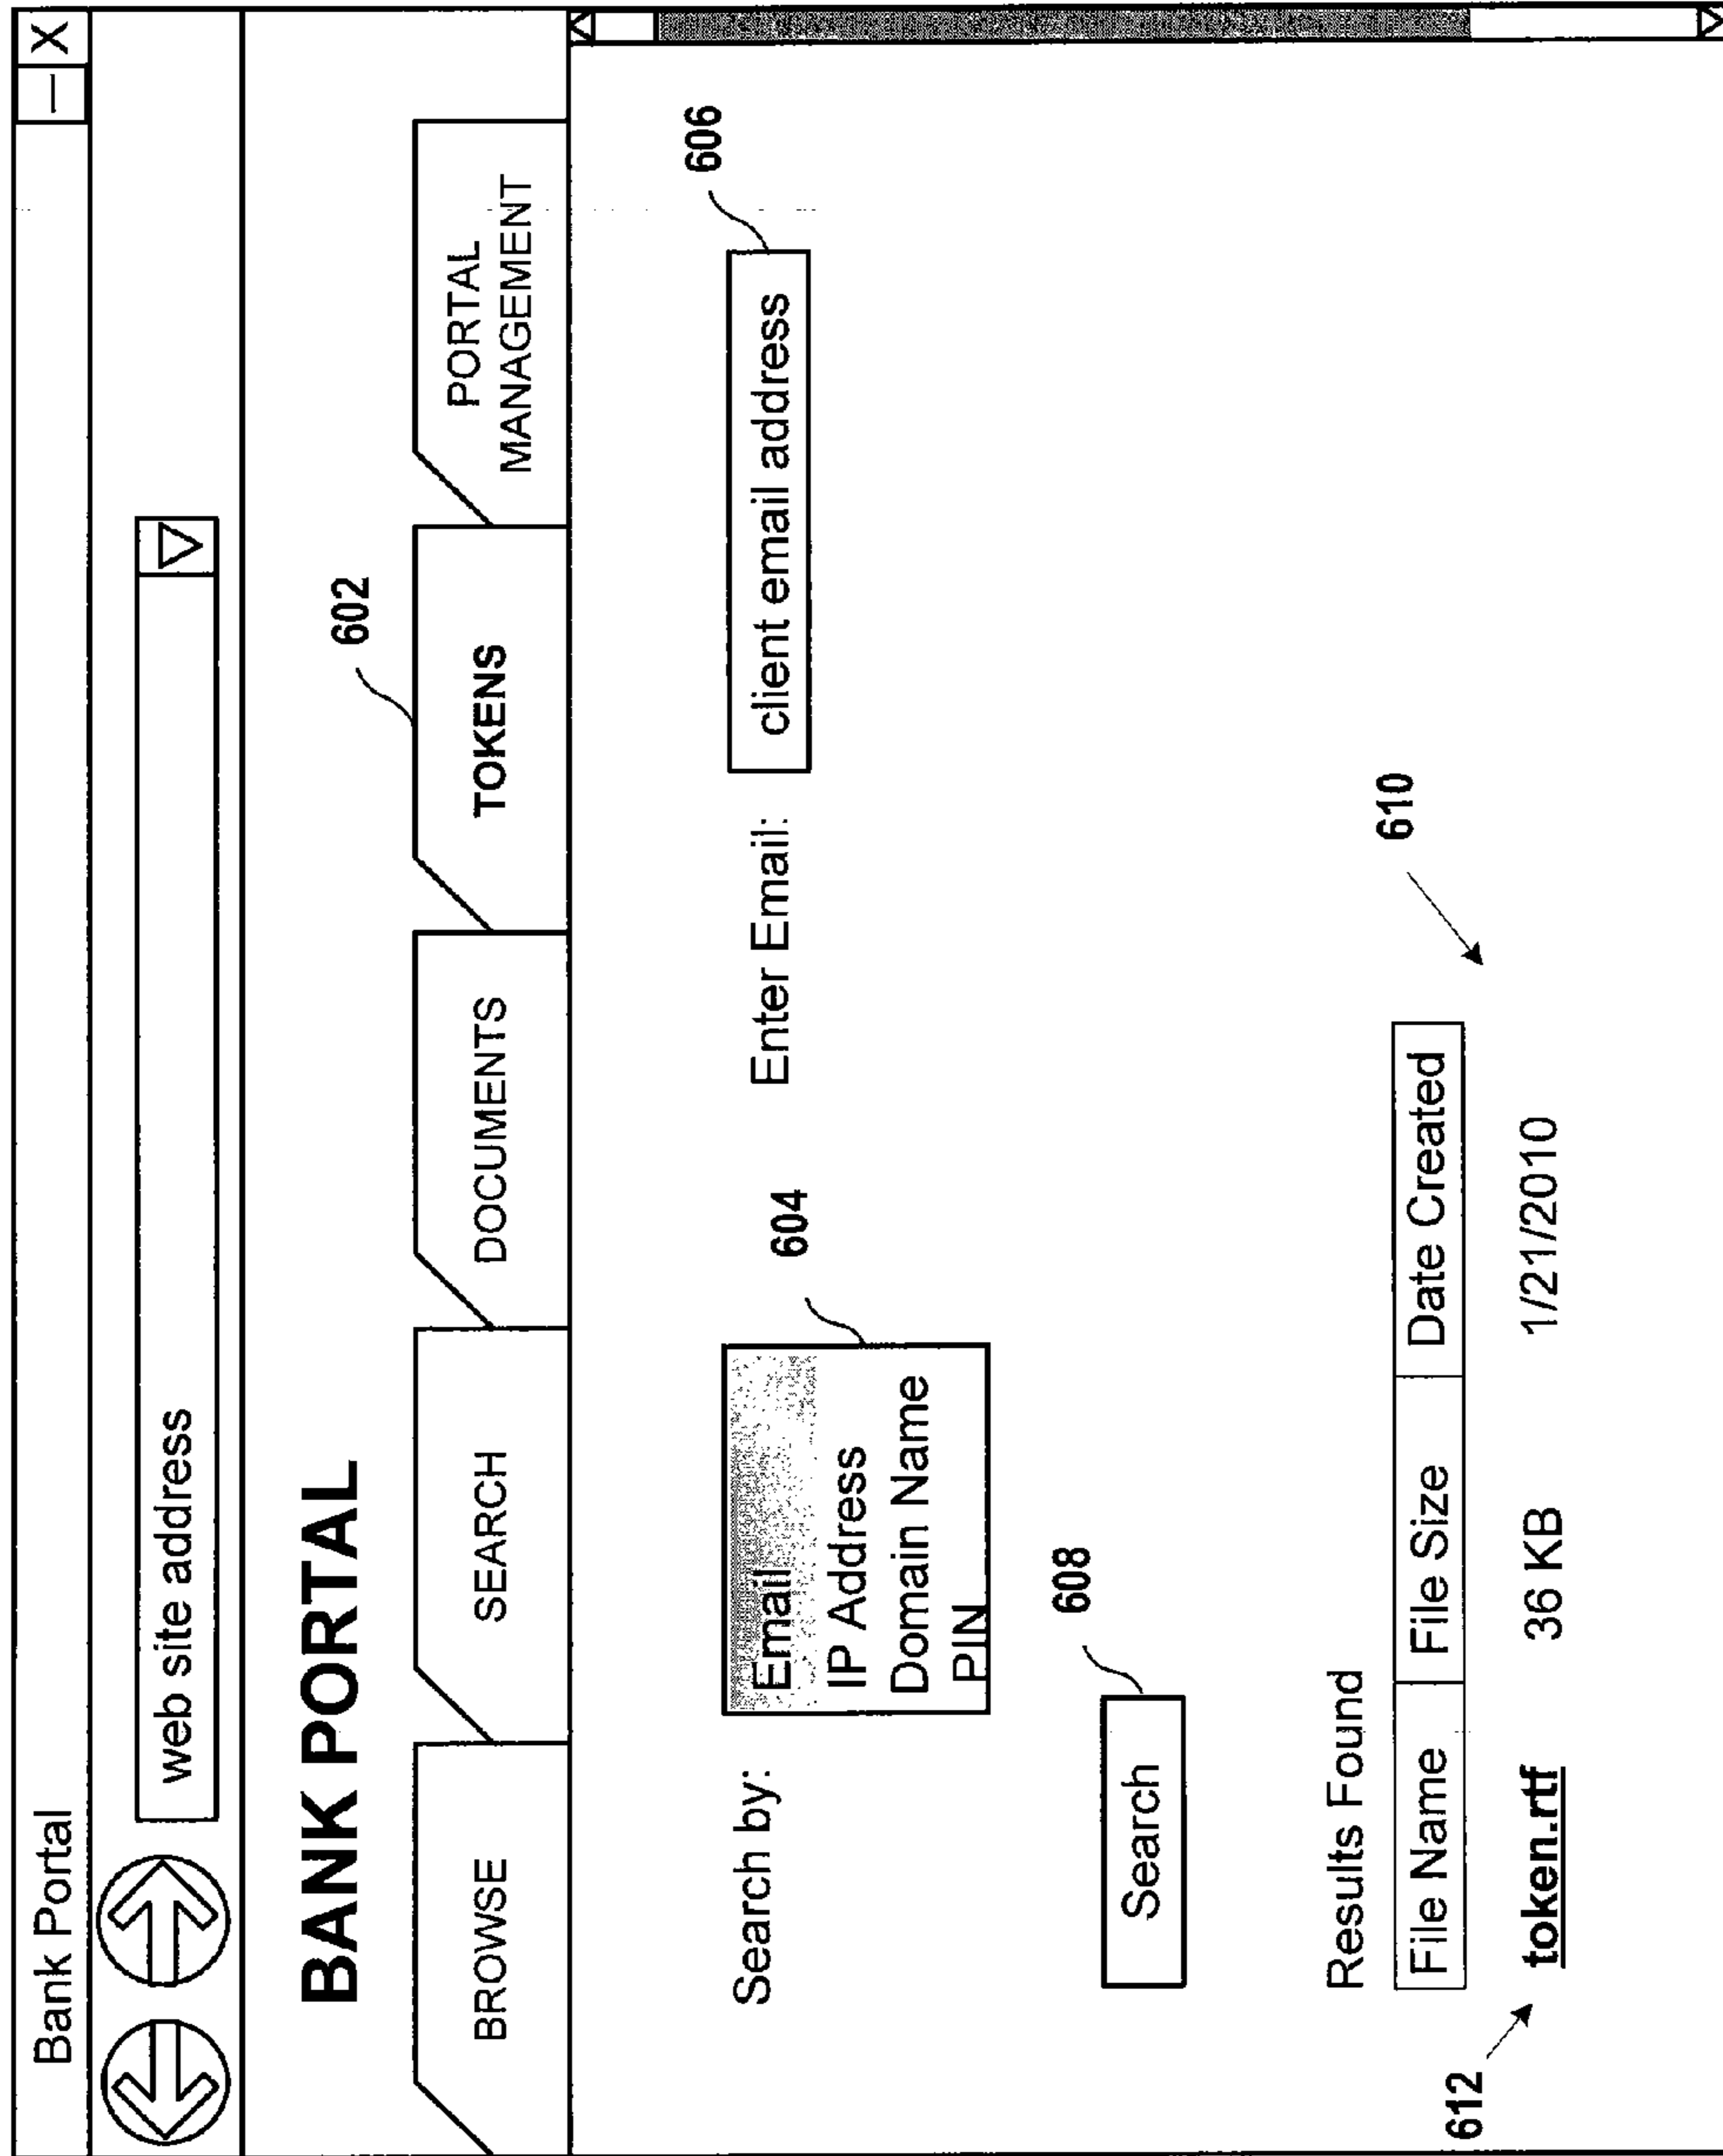 Bank Portal
– X
web site address
BANK PORTAL
602
BROWSE
SEARCH
DOCUMENTS
TOKENS
PORTAL
MANAGEMENT
606
Search by:
Email
IP Address
Domain Name
PIN
604
Enter Email:
client email address
608
Search
610
Results Found
File Name File Size Date Created
612
token.rtf 36 KB 1/21/2010